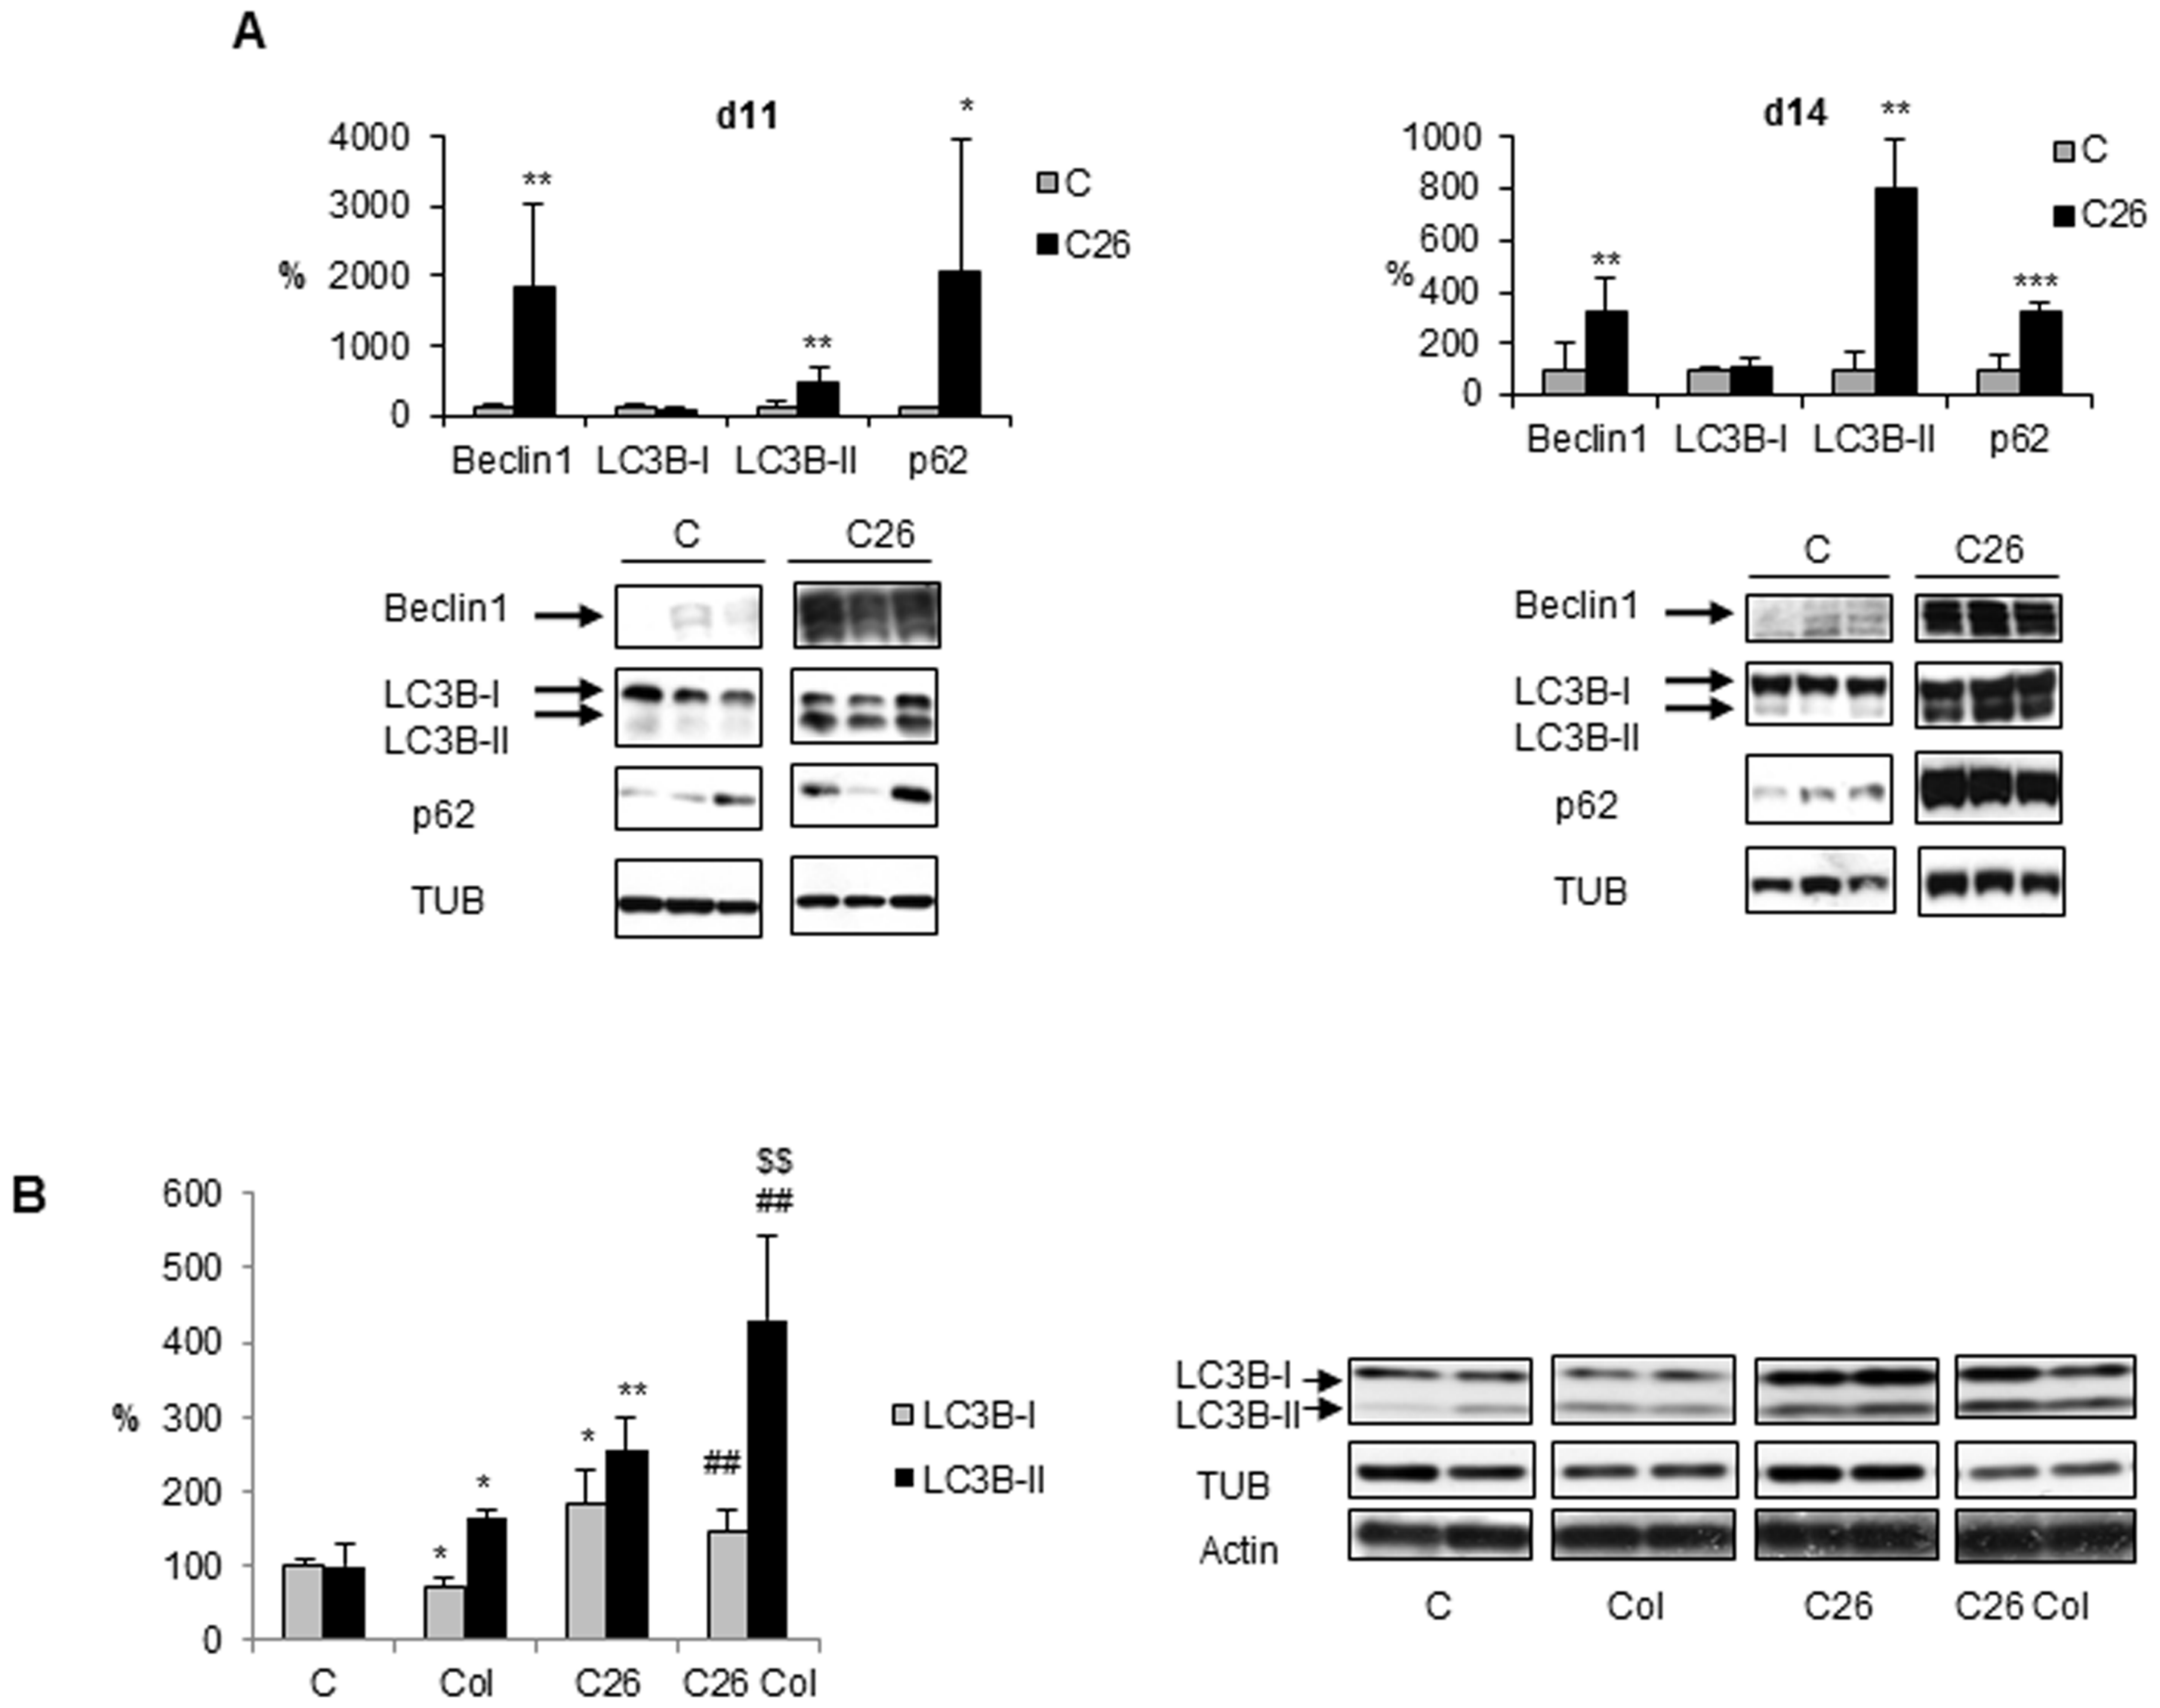 A
d11
4000
3000
2000
1000
0
%
**
**
*
C
C26
Beclin1 LC3B-I LC3B-II p62
C C26
Beclin1
LC3B-I
LC3B-II
p62
TUB
d14
1000
800
600
400
200
0
%
**
**
***
C
C26
Beclin1 LC3B-I LC3B-II p62
C C26
Beclin1
LC3B-I
LC3B-II
p62
TUB
B
600
500
400
300
200
100
0
%
*
*
*
**
##
$$
##
LC3B-I
LC3B-II
C Col C26 C26 Col
LC3B-I
LC3B-II
TUB
Actin
C Col C26 C26 Col